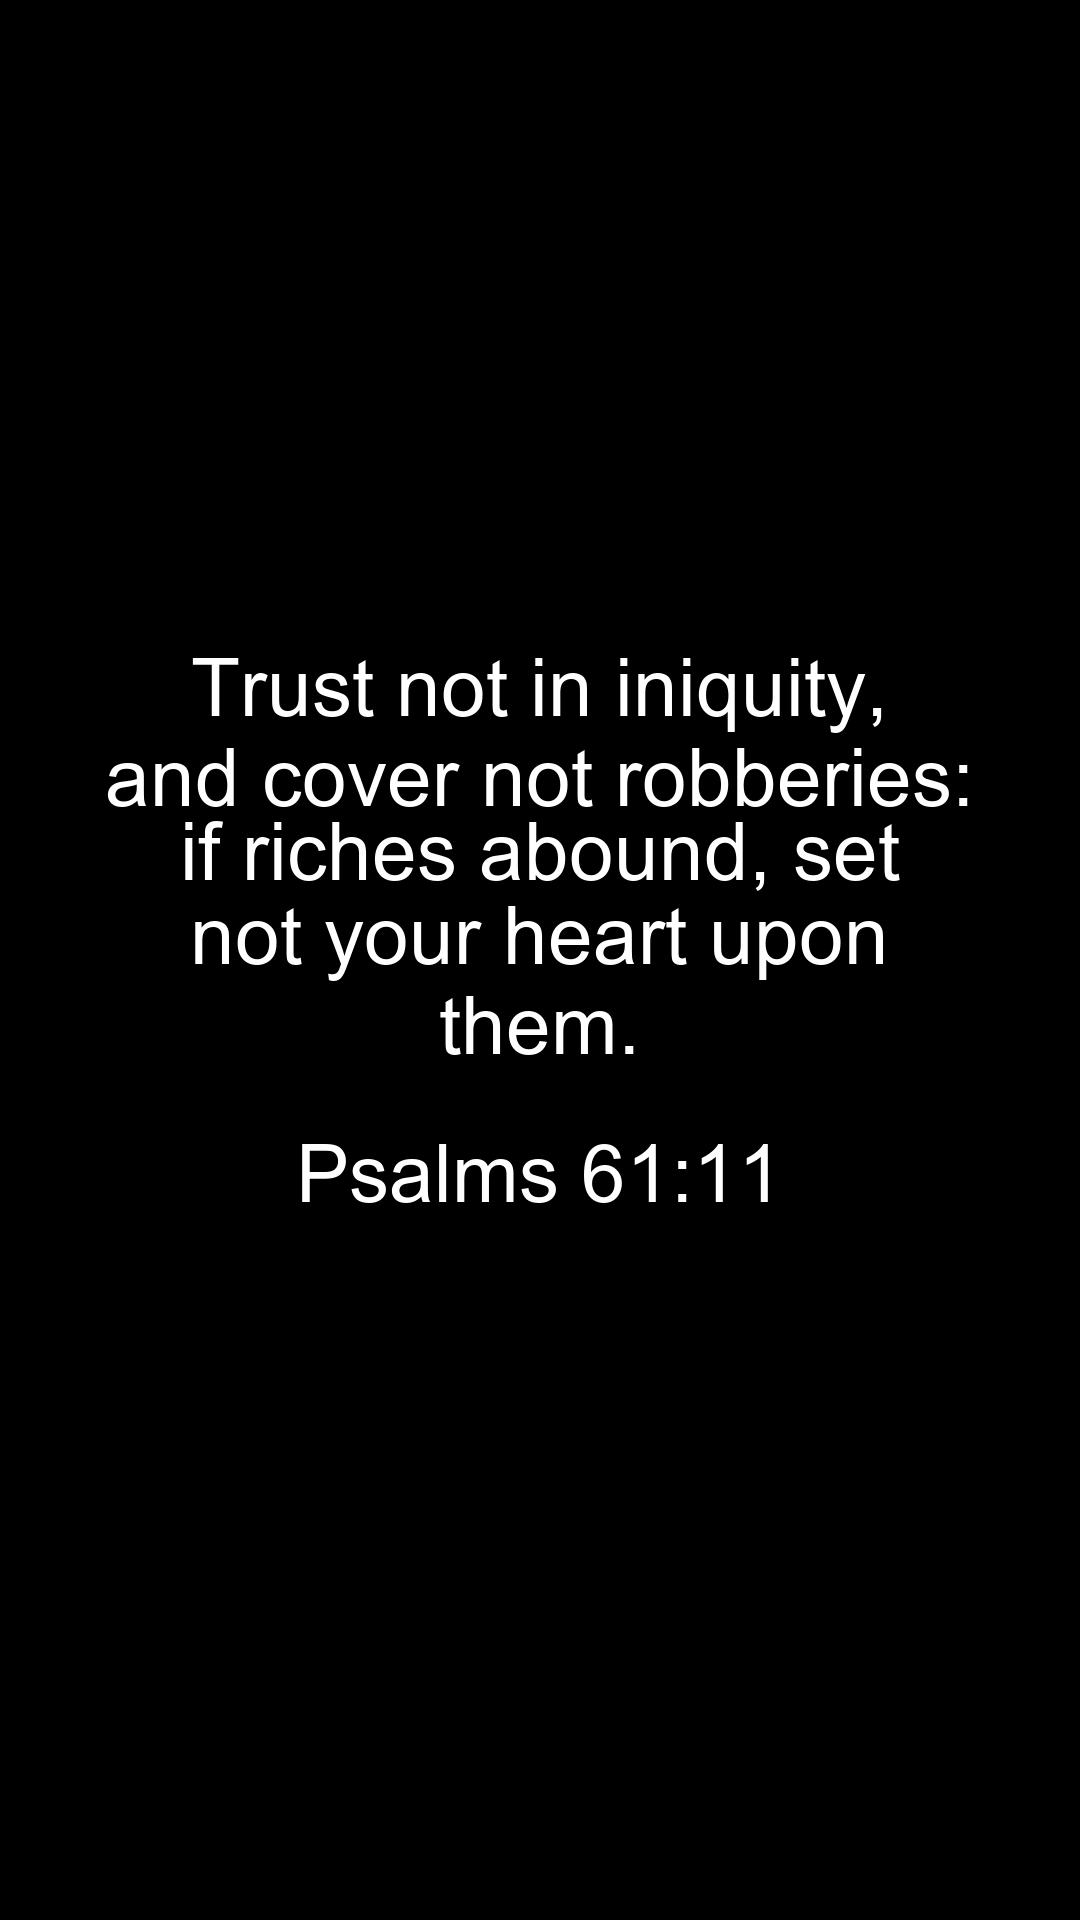 Trust not in iniquity,
and cover not robberies:
if riches abound, set
not your heart upon
them.
Psalms 61:11